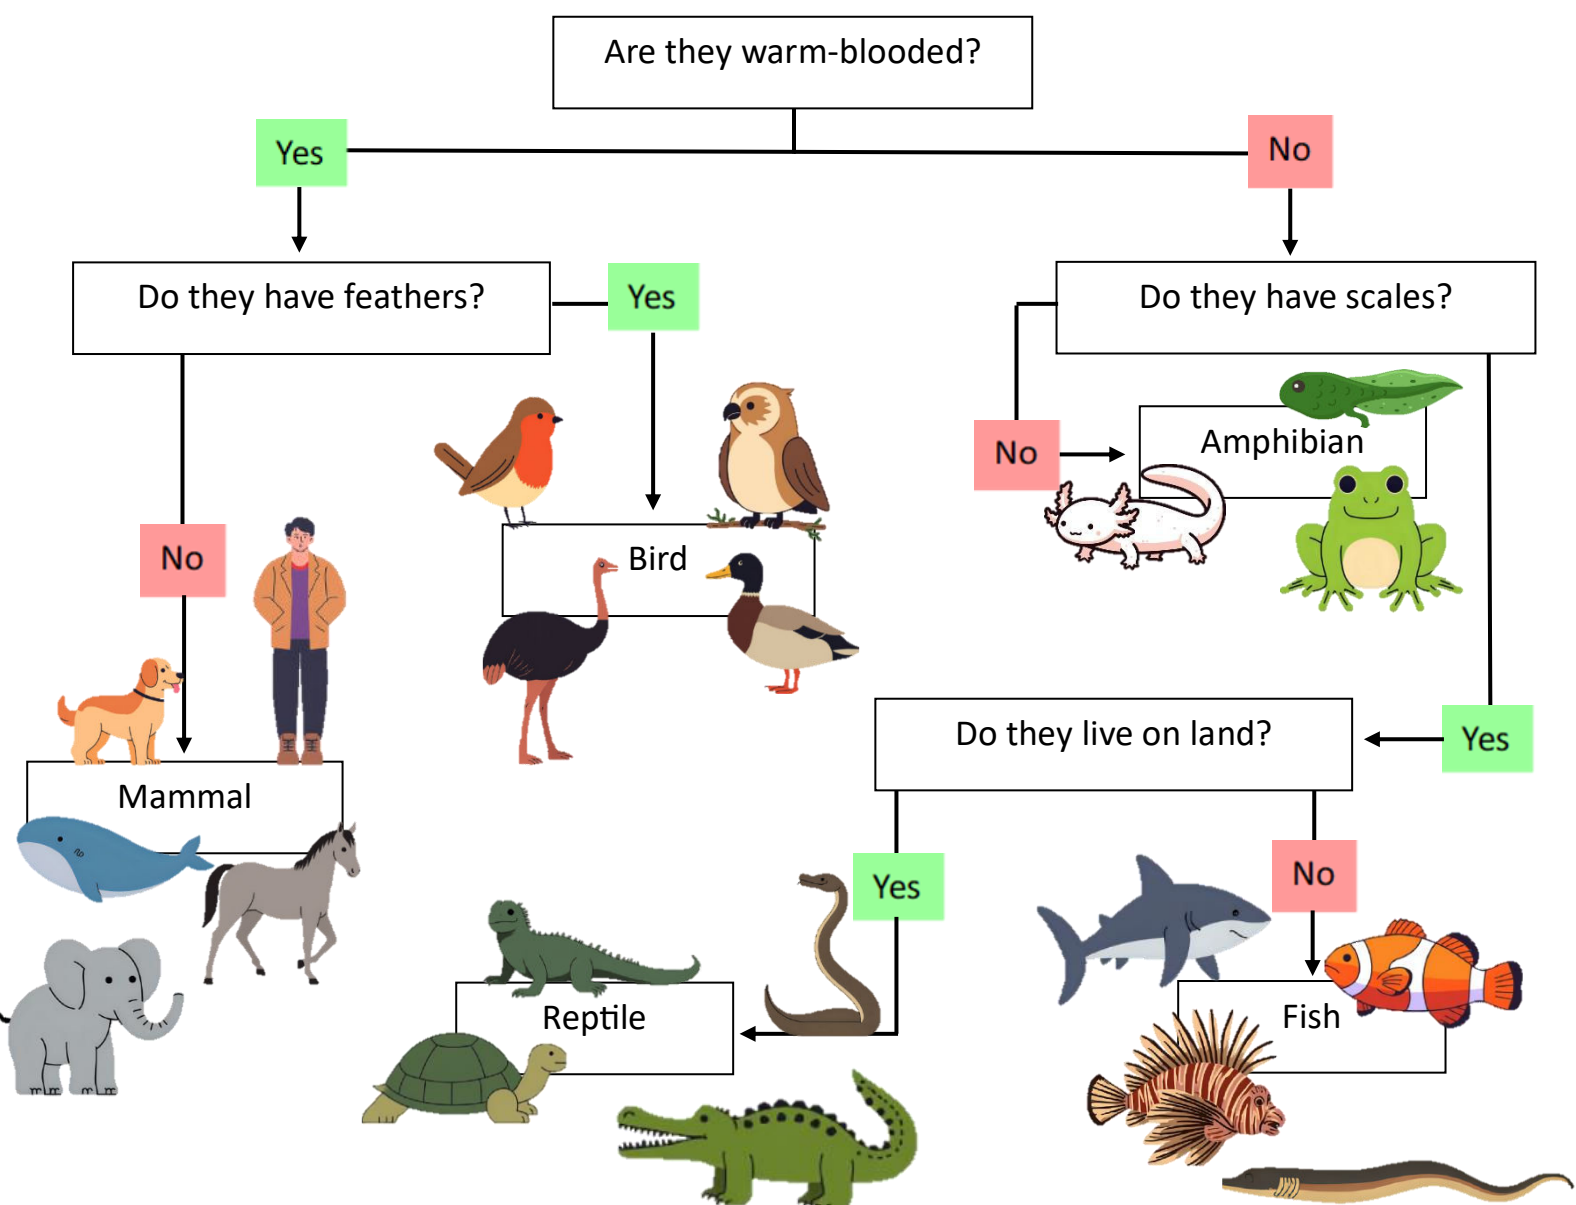 Are they warm-blooded?
Yes
No
Do they have feathers?
Yes
Do they have scales?
No
Amphibian
No
Bird
Do they live on land?
Yes
Mammal
Yes
No
Reptile
Fish